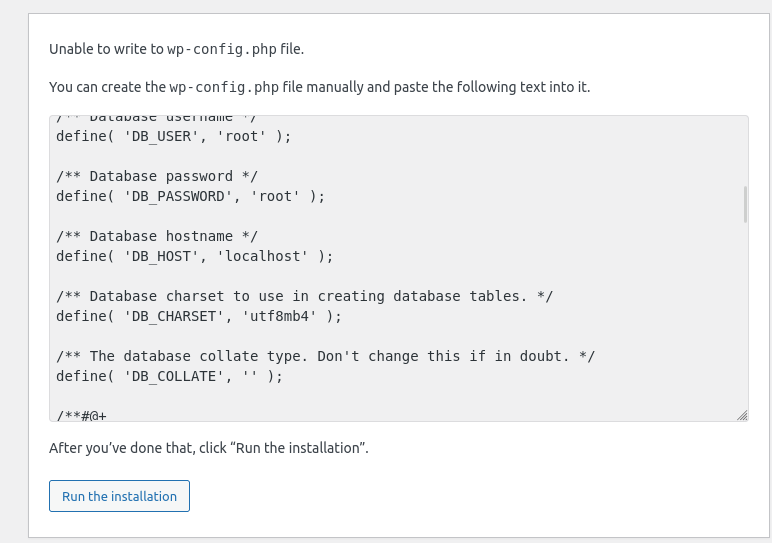 Unable to write to wp-config.php file.
You can create the wp-config.php file manually and paste the following text into it.
/** Database username */
define( 'DB_USER', 'root' );
/** Database password */
define( 'DB_PASSWORD', 'root' );
/** Database hostname */
define( 'DB_HOST', 'localhost' );
/** Database charset to use in creating database tables. */
define( 'DB_CHARSET', 'utf8mb4' );
/** The database collate type. Don't change this if in doubt. */
define( 'DB_COLLATE', '' );
/**#@+
After you’ve done that, click “Run the installation”.
Run the installation